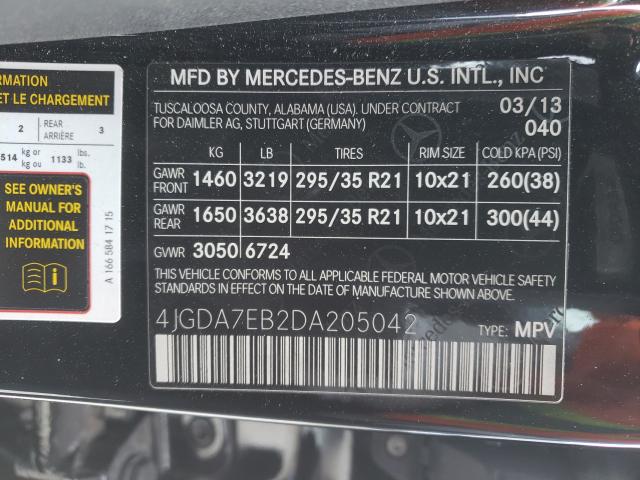 RMATION
ET LE CHARGEMENT
2 REAR ARRIÈRE 3
514 kg or kg ou 1133 lbs. lb.
SEE OWNER'S
MANUAL FOR
ADDITIONAL
INFORMATION
A 166 584 17 15
MFD BY MERCEDES-BENZ U.S. INTL., INC
TUSCALOOSA COUNTY, ALABAMA (USA). UNDER CONTRACT 03/13
FOR DAIMLER AG, STUTTGART (GERMANY) 040
KG LB TIRES RIM SIZE COLD KPA (PSI)
GAWR FRONT 1460 3219 295/35 R21 10x21 260(38)
GAWR REAR 1650 3638 295/35 R21 10x21 300(44)
GVWR 3050 6724
THIS VEHICLE CONFORMS TO ALL APPLICABLE FEDERAL MOTOR VEHICLE SAFETY
STANDARDS IN EFFECT ON THE DATE OF MANUFACTURE SHOWN ABOVE.
4JGDA7EB2DA205042 TYPE: MPV